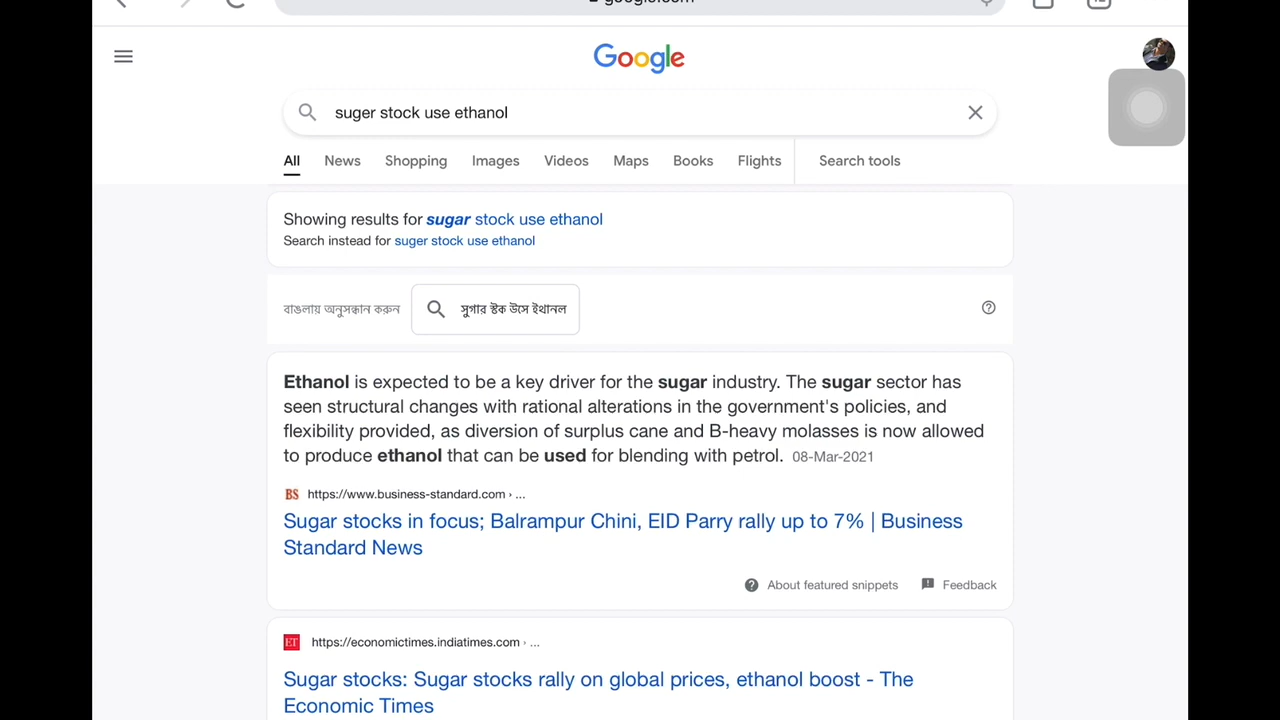 Google
suger stock use ethanol
All News Shopping Images Videos Maps Books Flights Search tools
Showing results for sugar stock use ethanol
Search instead for suger stock use ethanol
বাঙলায় অনুসন্ধান করুন সুগার স্টক উসে ইথানল
Ethanol is expected to be a key driver for the sugar industry. The sugar sector has
seen structural changes with rational alterations in the government's policies, and
flexibility provided, as diversion of surplus cane and B-heavy molasses is now allowed
to produce ethanol that can be used for blending with petrol. 08-Mar-2021
BS https://www.business-standard.com › ...
Sugar stocks in focus; Balrampur Chini, EID Parry rally up to 7% | Business
Standard News
About featured snippets Feedback
ET https://economictimes.indiatimes.com › ...
Sugar stocks: Sugar stocks rally on global prices, ethanol boost - The
Economic Times